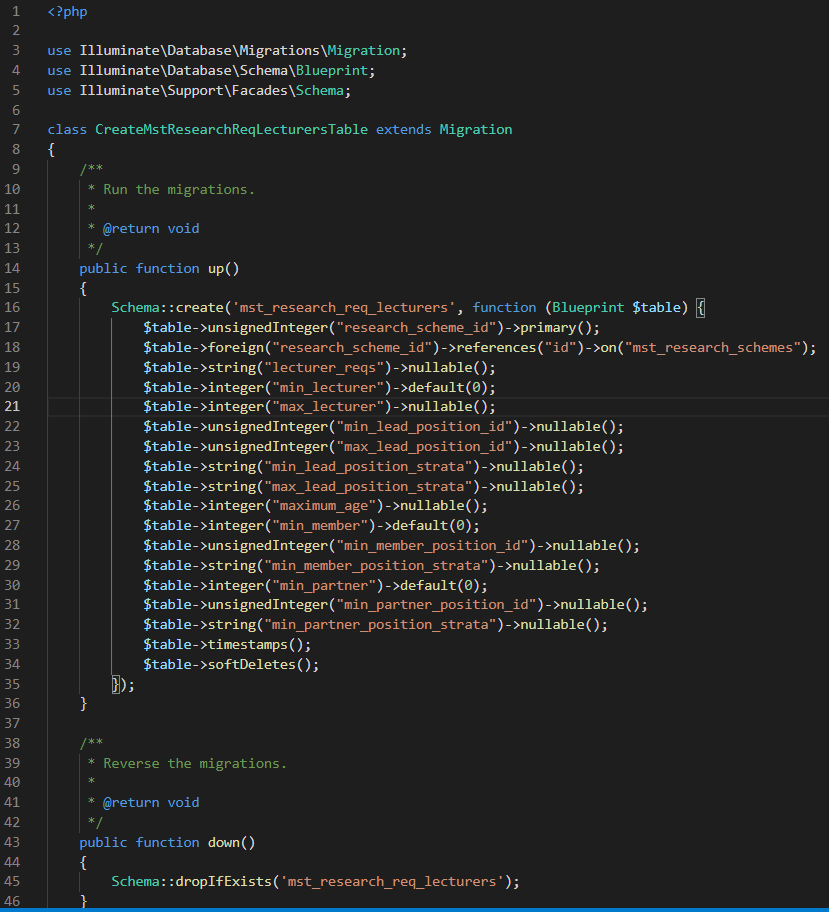 1 <?php
2
3 use Illuminate\Database\Migrations\Migration;
4 use Illuminate\Database\Schema\Blueprint;
5 use Illuminate\Support\Facades\Schema;
6
7 class CreateMstResearchReqLecturersTable extends Migration
8 {
9     /**
10      * Run the migrations.
11      *
12      * @return void
13      */
14     public function up()
15     {
16         Schema::create('mst_research_req_lecturers', function (Blueprint $table) {
17             $table->unsignedInteger("research_scheme_id")->primary();
18             $table->foreign("research_scheme_id")->references("id")->on("mst_research_schemes");
19             $table->string("lecturer_reqs")->nullable();
20             $table->integer("min_lecturer")->default(0);
21             $table->integer("max_lecturer")->nullable();
22             $table->unsignedInteger("min_lead_position_id")->nullable();
23             $table->unsignedInteger("max_lead_position_id")->nullable();
24             $table->string("min_lead_position_strata")->nullable();
25             $table->string("max_lead_position_strata")->nullable();
26             $table->integer("maximum_age")->nullable();
27             $table->integer("min_member")->default(0);
28             $table->unsignedInteger("min_member_position_id")->nullable();
29             $table->string("min_member_position_strata")->nullable();
30             $table->integer("min_partner")->default(0);
31             $table->unsignedInteger("min_partner_position_id")->nullable();
32             $table->string("min_partner_position_strata")->nullable();
33             $table->timestamps();
34             $table->softDeletes();
35         });
36     }
37
38     /**
39      * Reverse the migrations.
40      *
41      * @return void
42      */
43     public function down()
44     {
45         Schema::dropIfExists('mst_research_req_lecturers');
46     }